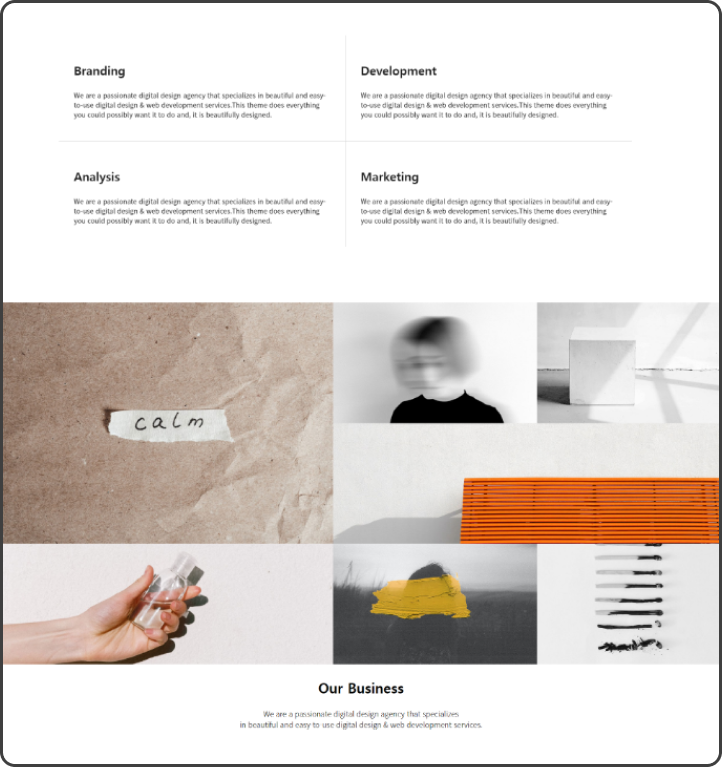 Branding
We are a passionate digital design agency that specializes in beautiful and easy-
to-use digital design & web development services.This theme does everything
you could possibly want it to do and, it is beautifully designed.
Development
We are a passionate digital design agency that specializes in beautiful and easy-
to-use digital design & web development services.This theme does everything
you could possibly want it to do and, it is beautifully designed.
Analysis
We are a passionate digital design agency that specializes in beautiful and easy-
to-use digital design & web development services.This theme does everything
you could possibly want it to do and, it is beautifully designed.
Marketing
We are a passionate digital design agency that specializes in beautiful and easy-
to-use digital design & web development services.This theme does everything
you could possibly want it to do and, it is beautifully designed.
calm
Our Business
We are a passionate digital design agency that specializes
in beautiful and easy to use digital design & web development services.